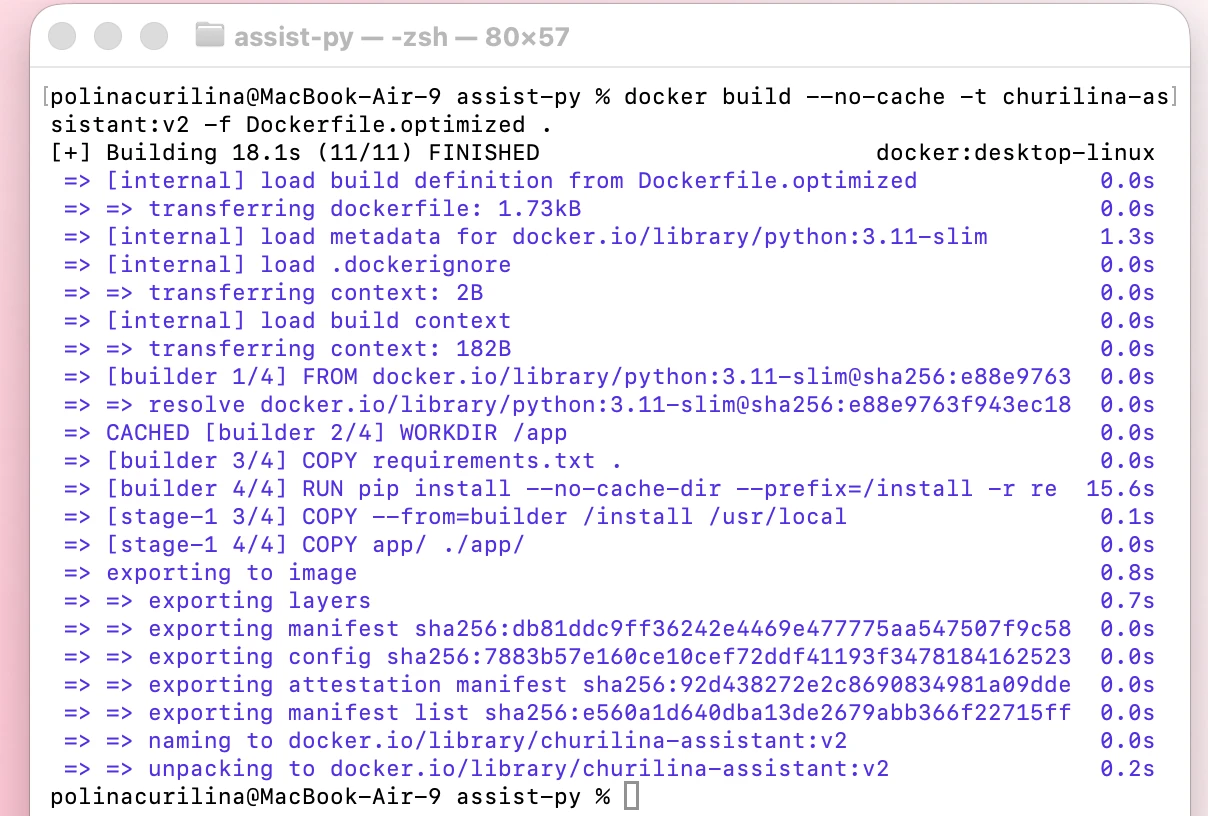 assist-py — -zsh — 80×57
polinacurilina@MacBook-Air-9 assist-py % docker build --no-cache -t churilina-as
sistant:v2 -f Dockerfile.optimized .
[+] Building 18.1s (11/11) FINISHED docker:desktop-linux
=> [internal] load build definition from Dockerfile.optimized 0.0s
=> => transferring dockerfile: 1.73kB 0.0s
=> [internal] load metadata for docker.io/library/python:3.11-slim 1.3s
=> [internal] load .dockerignore 0.0s
=> => transferring context: 2B 0.0s
=> [internal] load build context 0.0s
=> => transferring context: 182B 0.0s
=> [builder 1/4] FROM docker.io/library/python:3.11-slim@sha256:e88e9763 0.0s
=> => resolve docker.io/library/python:3.11-slim@sha256:e88e9763f943ec18 0.0s
=> CACHED [builder 2/4] WORKDIR /app 0.0s
=> [builder 3/4] COPY requirements.txt . 0.0s
=> [builder 4/4] RUN pip install --no-cache-dir --prefix=/install -r re 15.6s
=> [stage-1 3/4] COPY --from=builder /install /usr/local 0.1s
=> [stage-1 4/4] COPY app/ ./app/ 0.0s
=> exporting to image 0.8s
=> => exporting layers 0.7s
=> => exporting manifest sha256:db81ddc9ff36242e4469e477775aa547507f9c58 0.0s
=> => exporting config sha256:7883b57e160ce10cef72ddf41193f3478184162523 0.0s
=> => exporting attestation manifest sha256:92d438272e2c8690834981a09dde 0.0s
=> => exporting manifest list sha256:e560a1d640dba13de2679abb366f22715ff 0.0s
=> => naming to docker.io/library/churilina-assistant:v2 0.0s
=> => unpacking to docker.io/library/churilina-assistant:v2 0.2s
polinacurilina@MacBook-Air-9 assist-py %